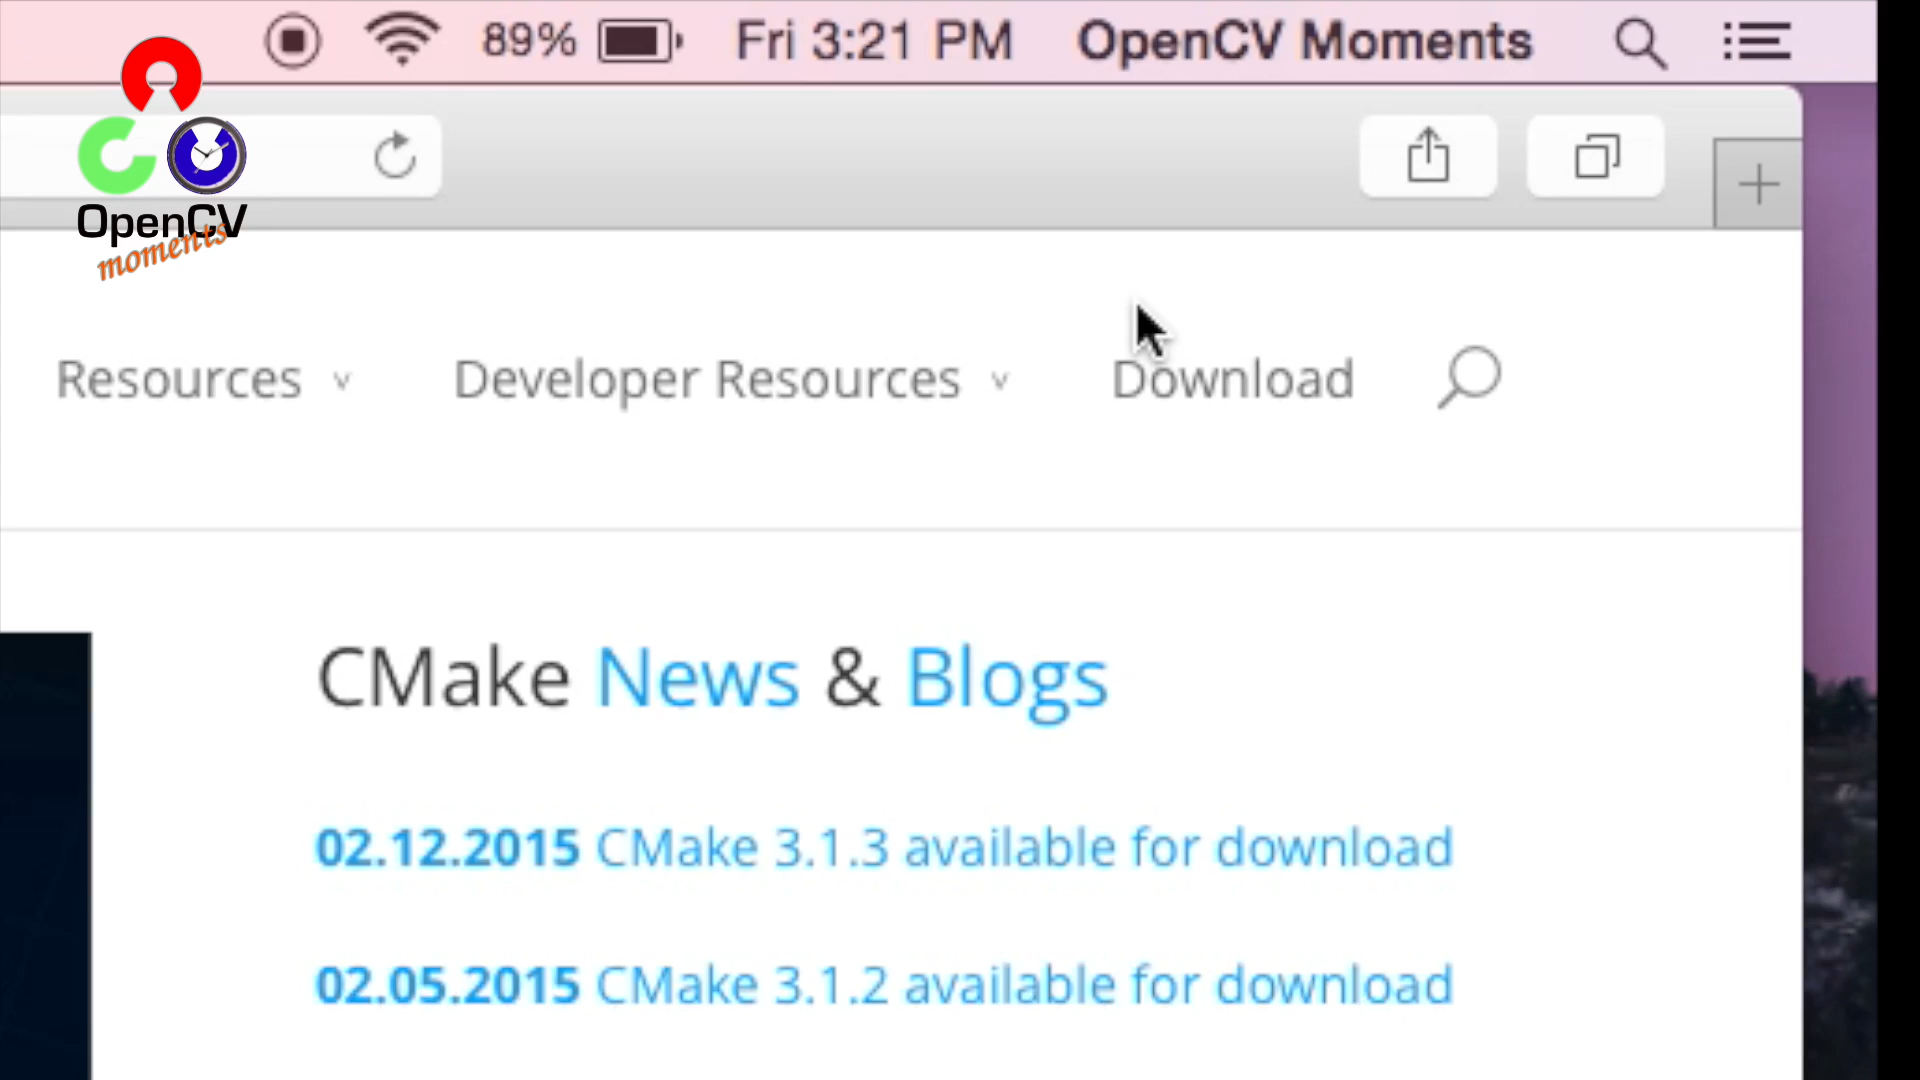 89% Fri 3:21 PM OpenCV Moments
OpenCV
moments
Resources Developer Resources Download
CMake News & Blogs
02.12.2015 CMake 3.1.3 available for download
02.05.2015 CMake 3.1.2 available for download